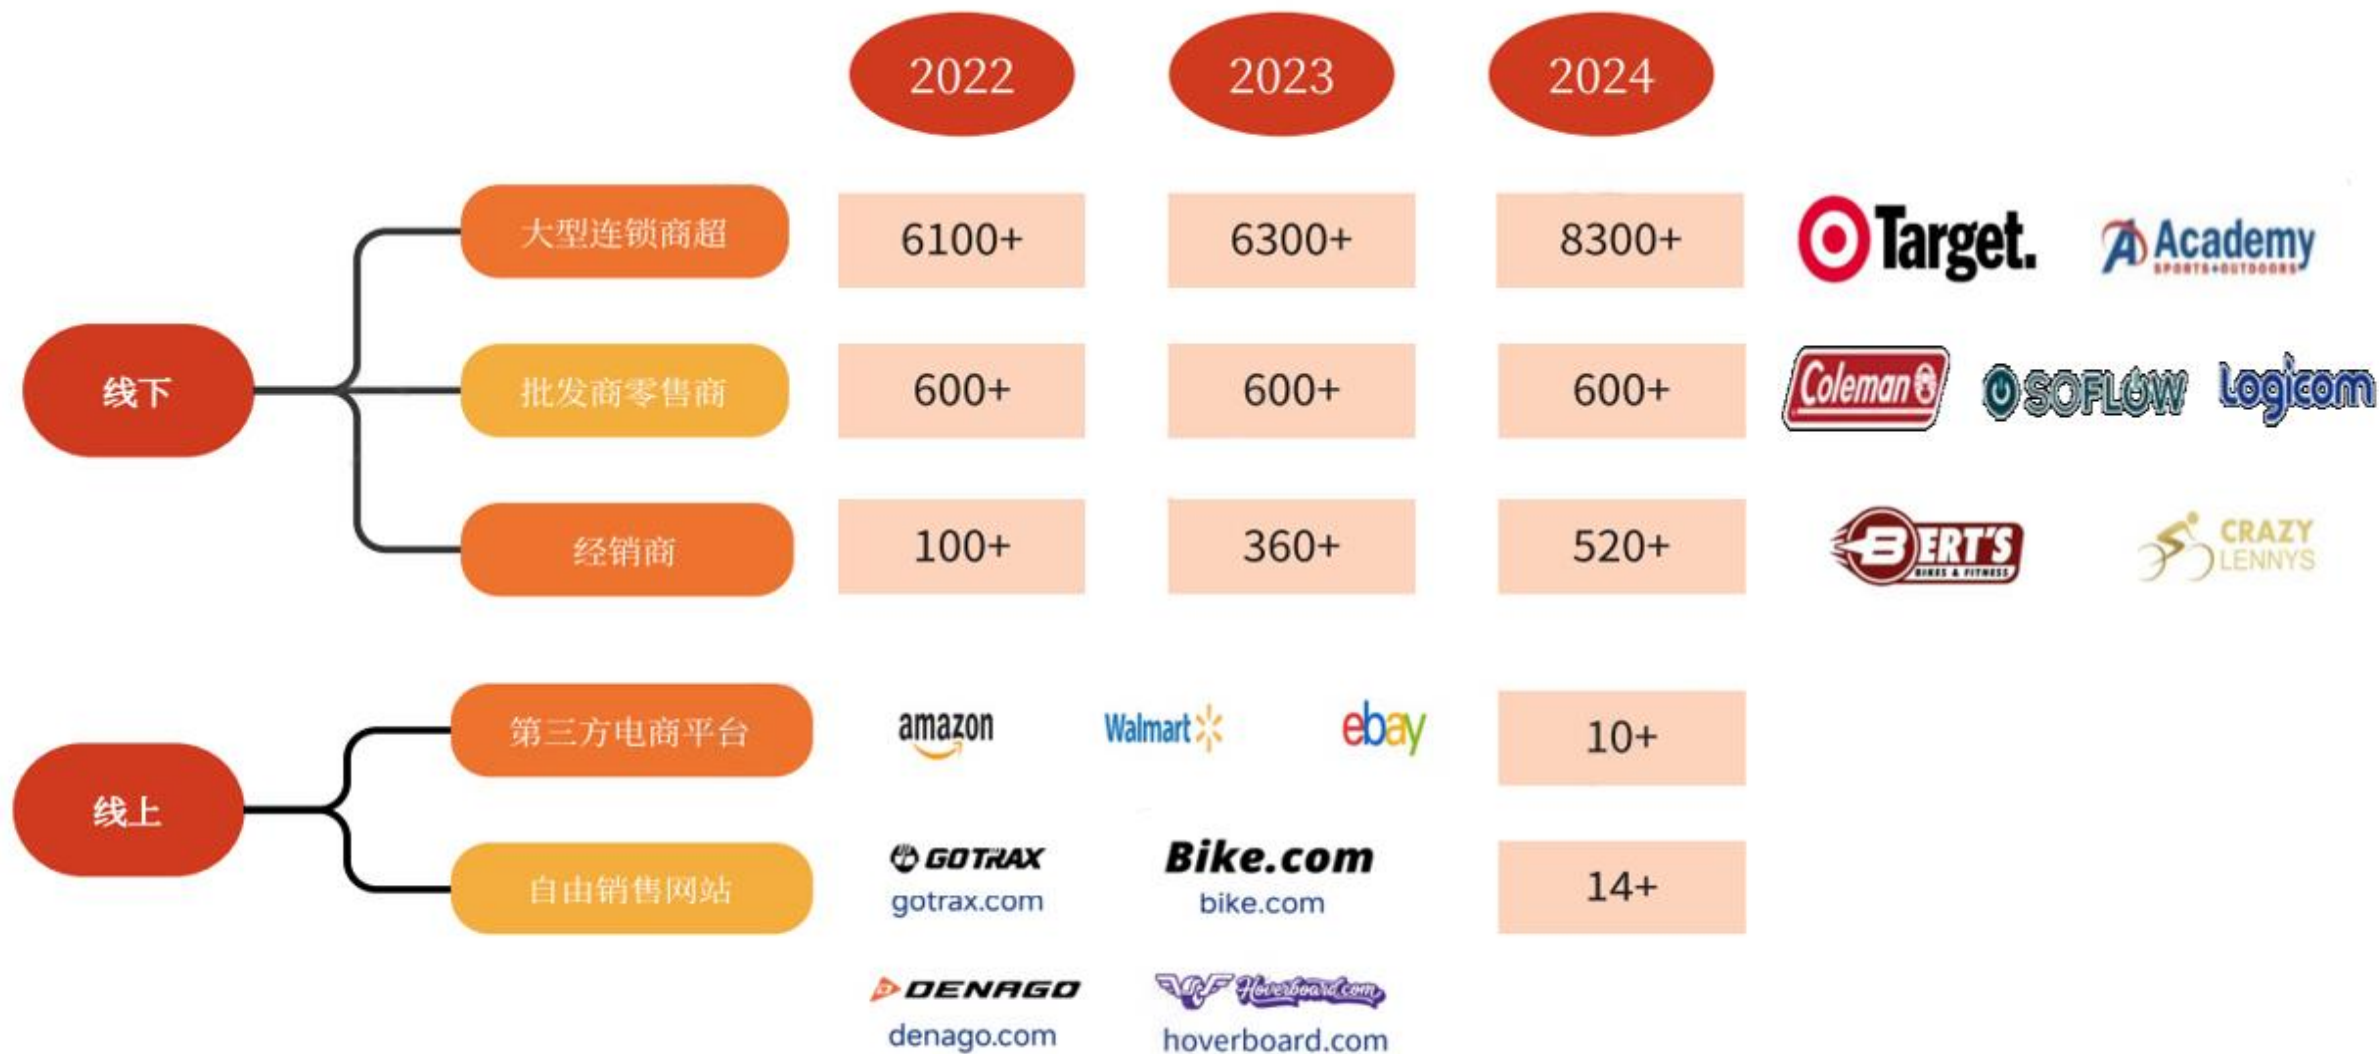 2022 2023 2024
大型连锁商超 6100+ 6300+ 8300+ Target. Academy
SPORTS+OUTDOORS
线下 批发商零售商 600+ 600+ 600+ Coleman SOFLOW Logicom
经销商 100+ 360+ 520+ BERT'S CRAZY
BIKES & FITNESS LENNYS
第三方电商平台 amazon Walmart ebay 10+
线上
自由销售网站 GOTRAX Bike.com 14+
gotrax.com bike.com
DENAGO Hoverboard.com
denago.com hoverboard.com